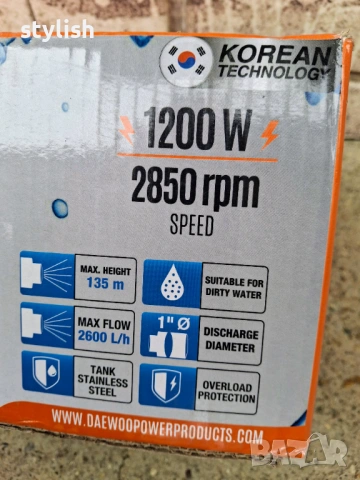 stylish
KOREAN
TECHNOLOGY
1200 W
2850 rpm
SPEED
MAX. HEIGHT
135 m
SUITABLE FOR
DIRTY WATER
MAX FLOW
2600 L/h
1" Ø
DISCHARGE
DIAMETER
TANK
STAINLESS
STEEL
OVERLOAD
PROTECTION
WWW.DAEWOOPOWERPRODUCTS.COM
BAZAR